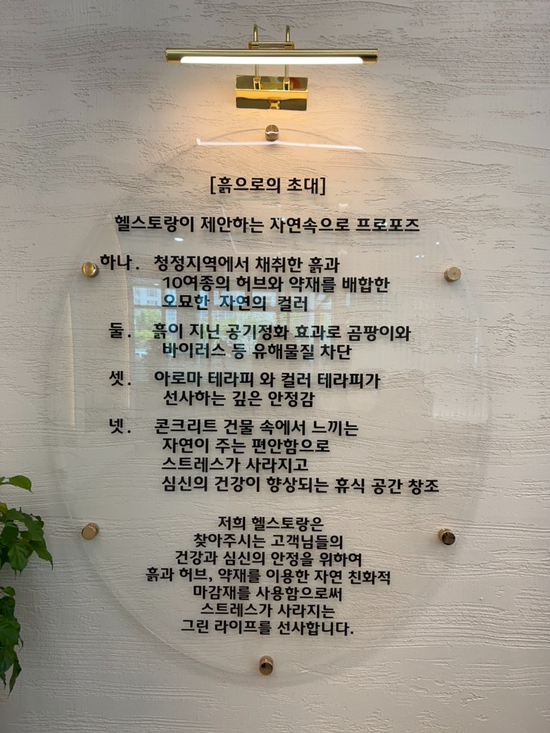 [흙으로의 초대]
헬스토랑이 제안하는 자연속으로 프로포즈
하나. 청정지역에서 채취한 흙과
10여종의 허브와 약재를 배합한
오묘한 자연의 컬러
둘. 흙이 지닌 공기정화 효과로 곰팡이와
바이러스 등 유해물질 차단
셋. 아로마 테라피 와 컬러 테라피가
선사하는 깊은 안정감
넷. 콘크리트 건물 속에서 느끼는
자연이 주는 편안함으로
스트레스가 사라지고
심신의 건강이 향상되는 휴식 공간 창조
저희 헬스토랑은
찾아주시는 고객님들의
건강과 심신의 안정을 위하여
흙과 허브, 약재를 이용한 자연 친화적
마감재를 사용함으로써
스트레스가 사라지는
그린 라이프를 선사합니다.